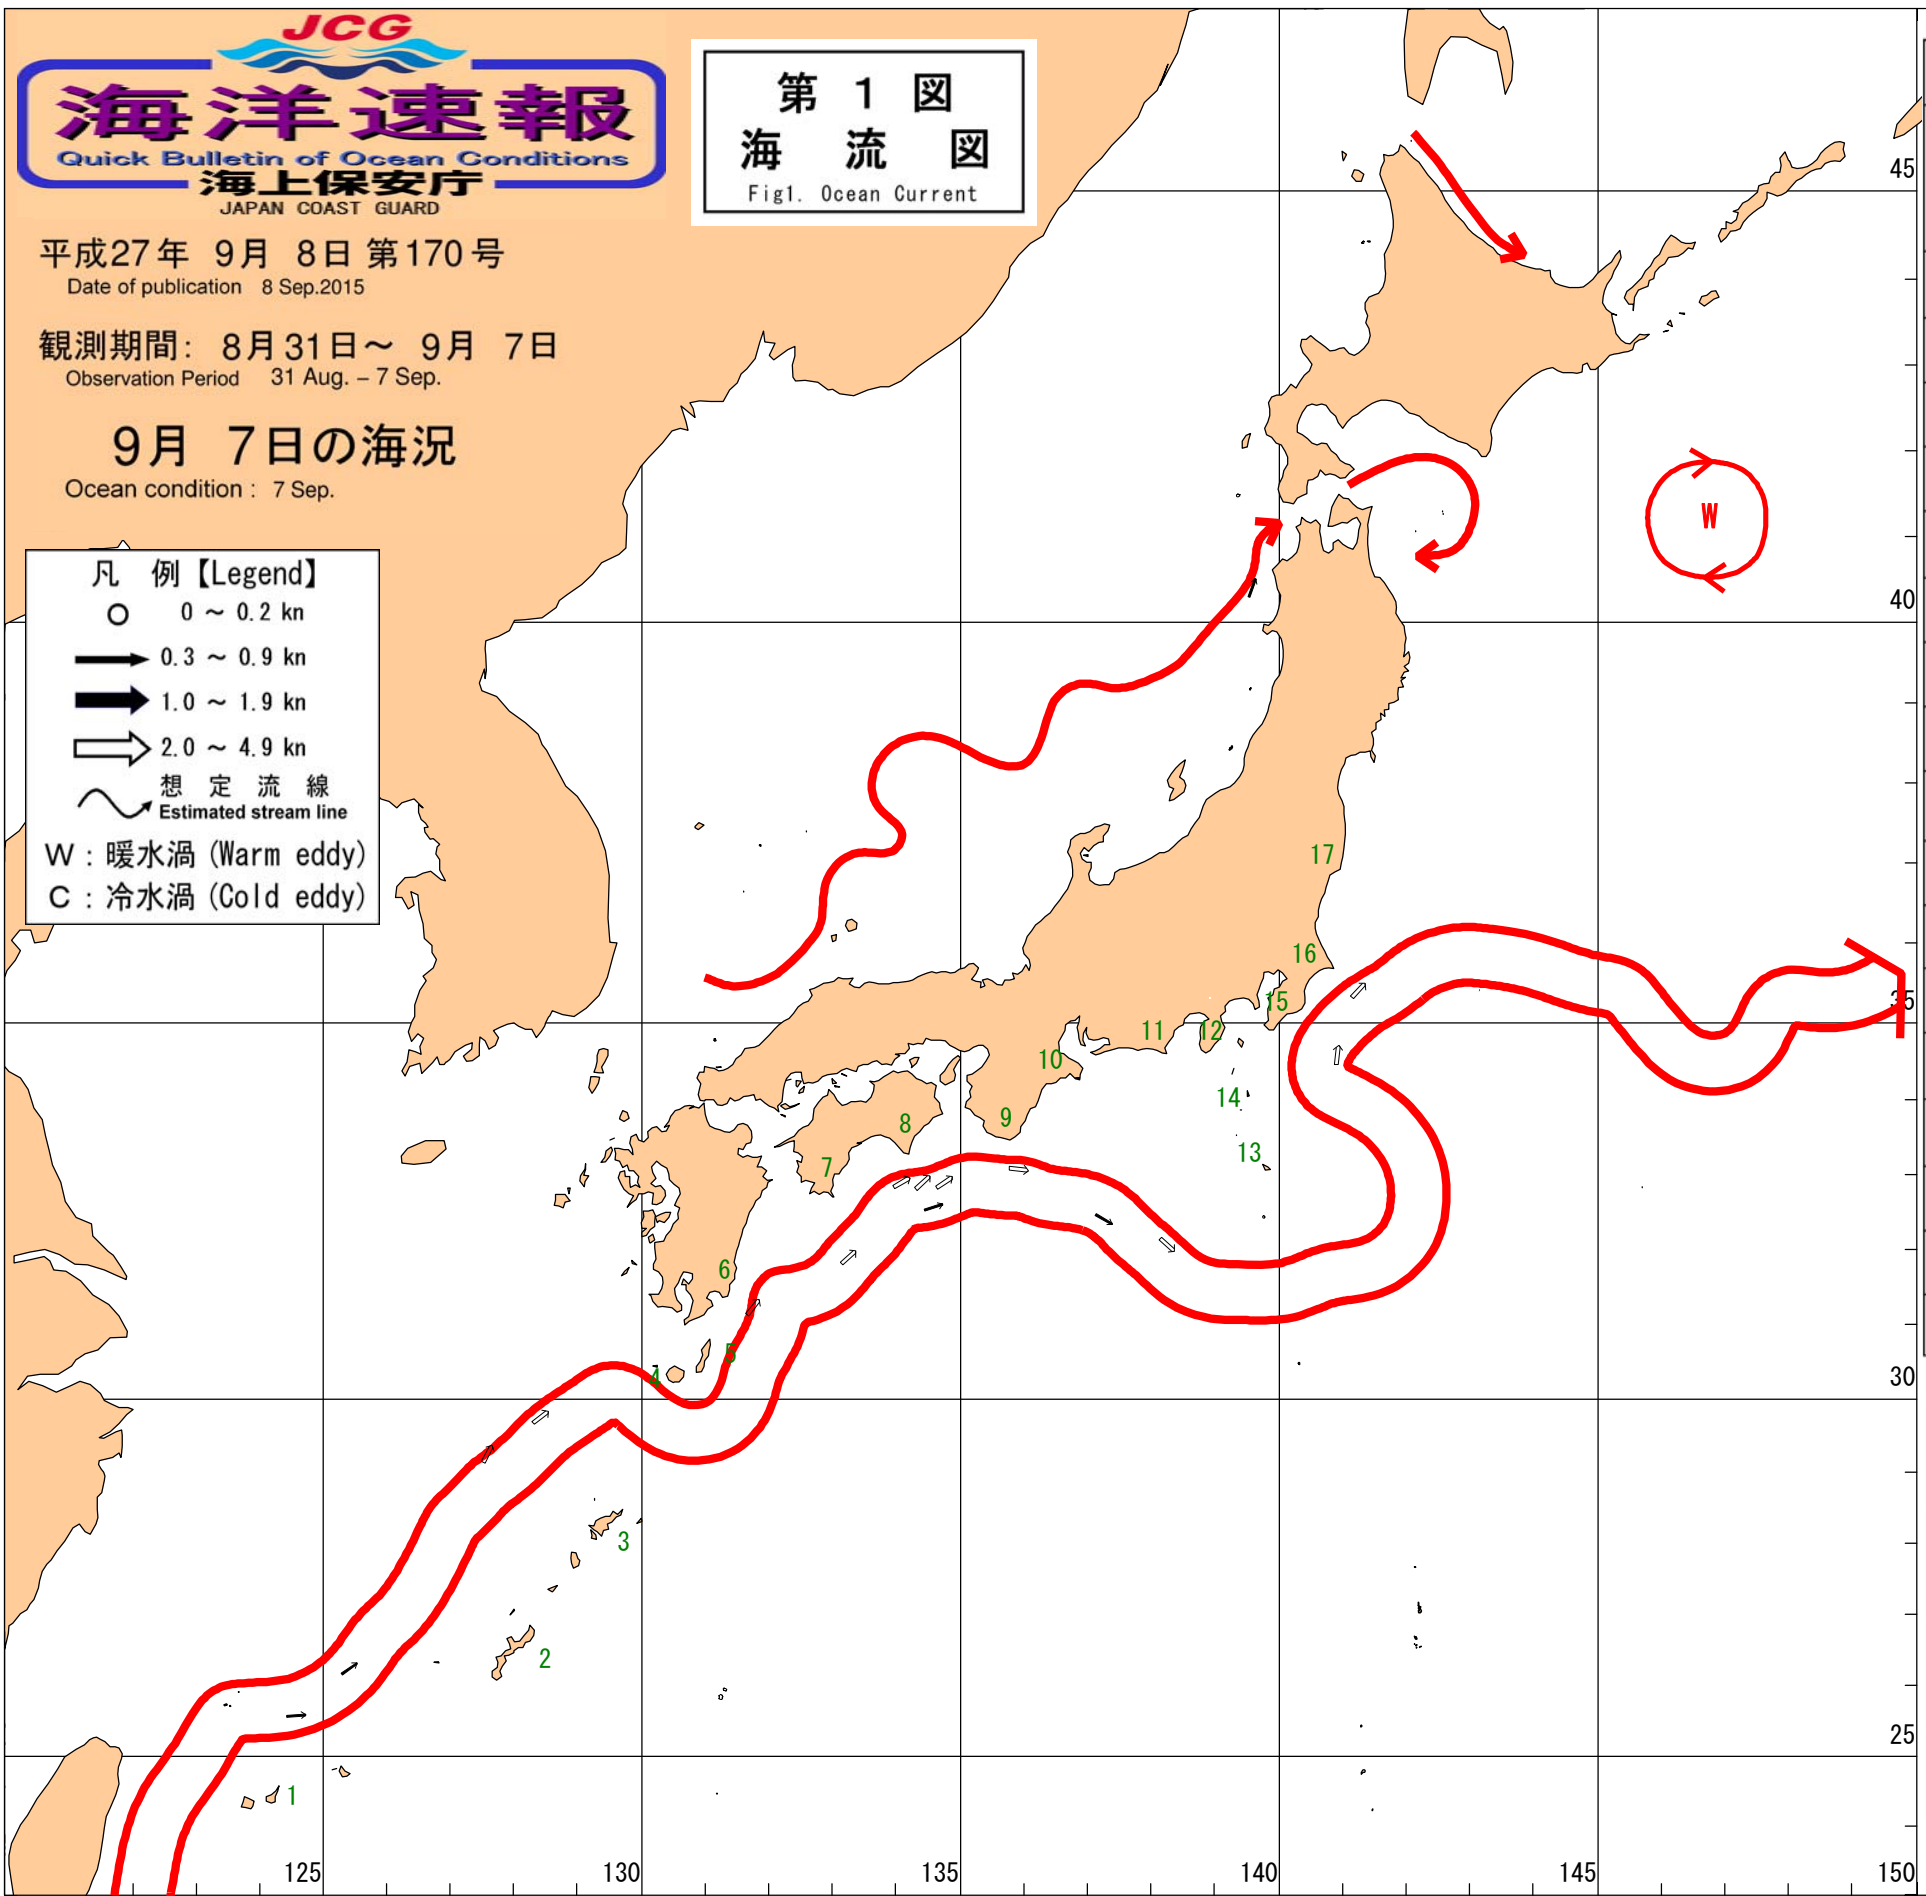 JCG
海洋速報
Quick Bulletin of Ocean Conditions
海上保安庁
JAPAN COAST GUARD
第 1 図
海 流 図
Fig1. Ocean Current
平成27年 9月 8日 第170号
Date of publication 8 Sep.2015
観測期間: 8月31日～ 9月 7日
Observation Period 31 Aug. – 7 Sep.
9月 7日の海況
Ocean condition : 7 Sep.
凡 例【Legend】
0 ～ 0.2 kn
0.3 ～ 0.9 kn
1.0 ～ 1.9 kn
2.0 ～ 4.9 kn
想 定 流 線
Estimated stream line
W : 暖水渦 (Warm eddy)
C : 冷水渦 (Cold eddy)
45
W
40
17
16
35
15
12
11
10
14
9
8
13
7
6
5
4
30
3
2
25
1
125
130
135
140
145
150